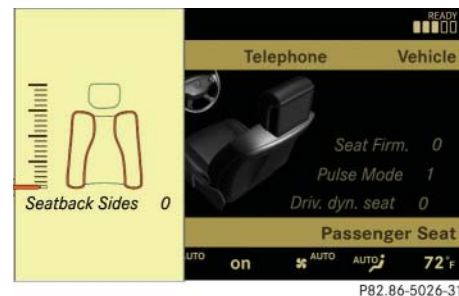 READY
Telephone Vehicle
Seat Firm. 0
Pulse Mode 1
Seatback Sides 0
Driv. dyn. seat 0
Passenger Seat
UTO on AUTO AUTO 72°F
P82.86-5026-31